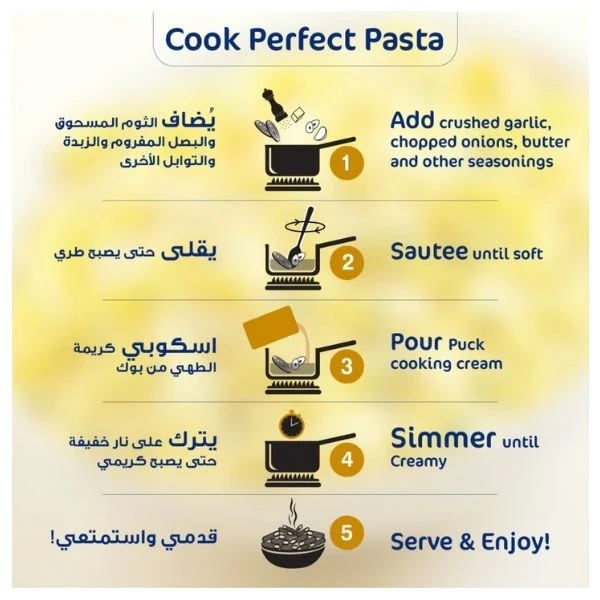 Cook Perfect Pasta
يُضاف الثوم المسحوق
والبصل المفروم والزبدة
والتوابل الأخرى
1
Add crushed garlic,
chopped onions, butter
and other seasonings
يقلى حتى يصبح طري
2
Sautee until soft
اسكوبي كريمة
الطهي من بوك
3
Pour Puck
cooking cream
يترك على نار خفيفة
حتى يصبح كريمي
4
Simmer until
Creamy
قدمي واستمتعي!
5
Serve & Enjoy!